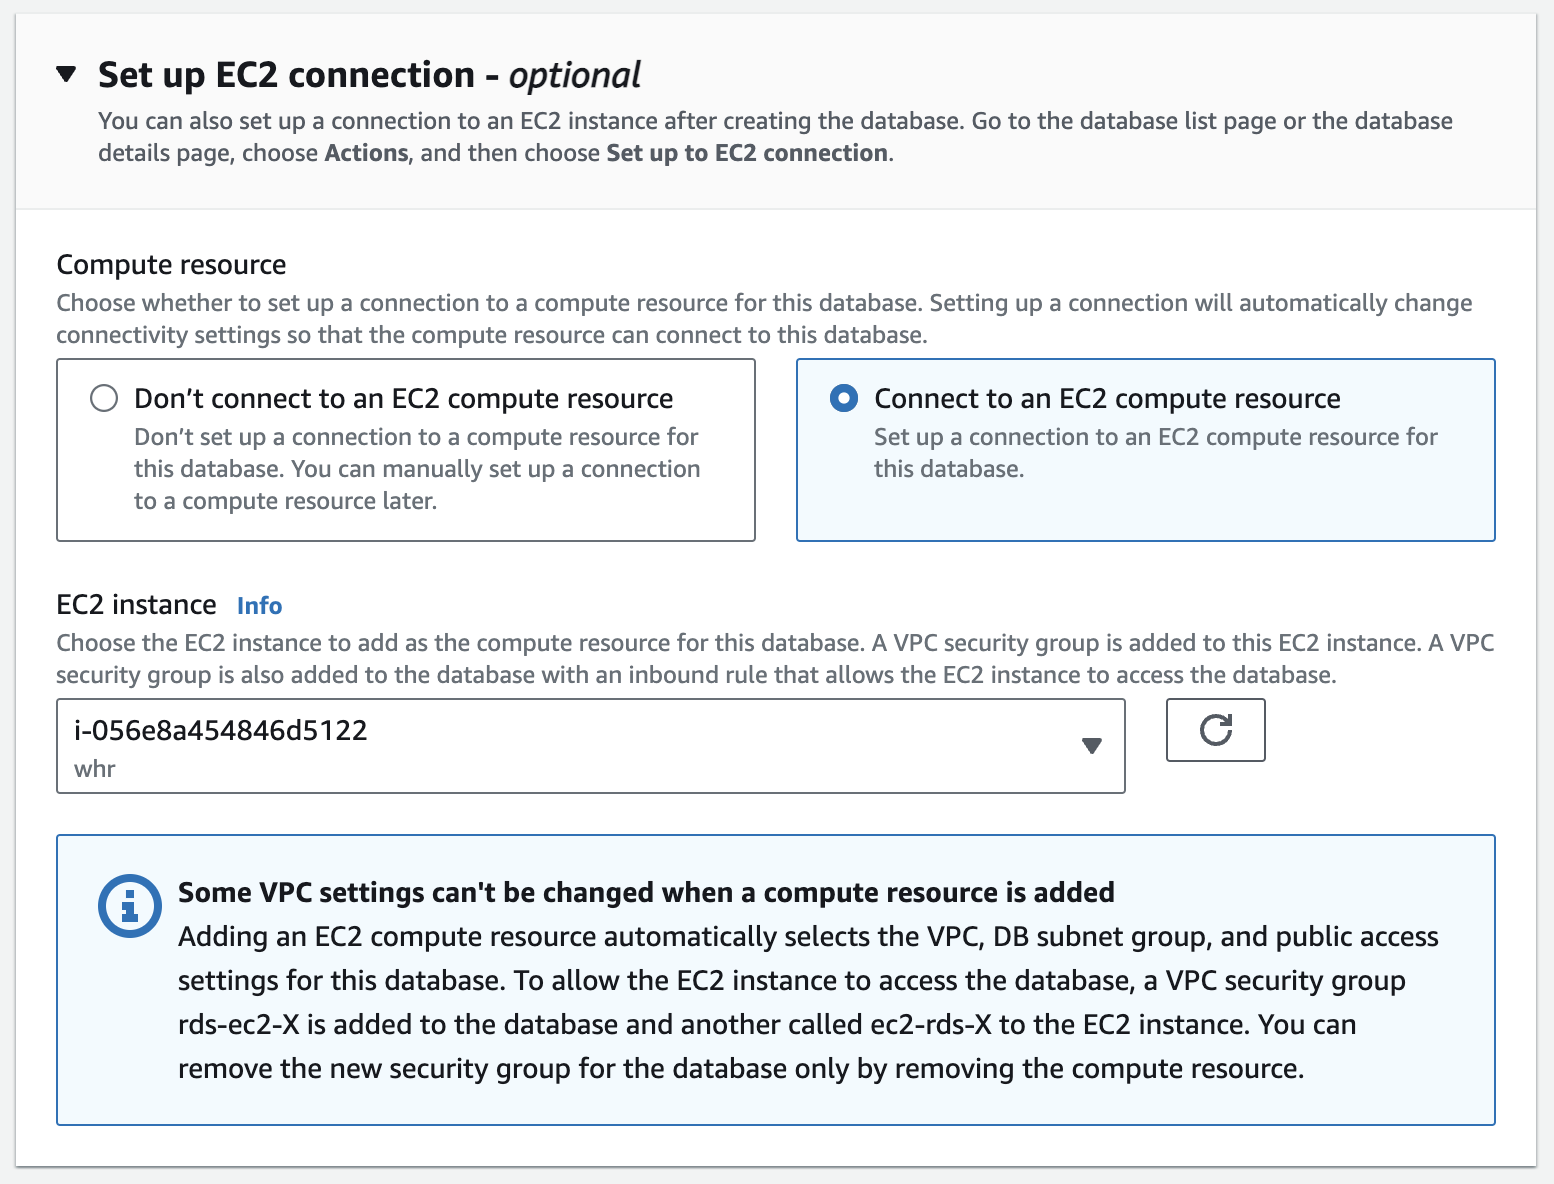 Set up EC2 connection - optional
You can also set up a connection to an EC2 instance after creating the database. Go to the database list page or the database
details page, choose Actions, and then choose Set up to EC2 connection.
Compute resource
Choose whether to set up a connection to a compute resource for this database. Setting up a connection will automatically change
connectivity settings so that the compute resource can connect to this database.
Don’t connect to an EC2 compute resource
Don’t set up a connection to a compute resource for
this database. You can manually set up a connection
to a compute resource later.
Connect to an EC2 compute resource
Set up a connection to an EC2 compute resource for
this database.
EC2 instance Info
Choose the EC2 instance to add as the compute resource for this database. A VPC security group is added to this EC2 instance. A VPC
security group is also added to the database with an inbound rule that allows the EC2 instance to access the database.
i-056e8a454846d5122
whr
Some VPC settings can't be changed when a compute resource is added
Adding an EC2 compute resource automatically selects the VPC, DB subnet group, and public access
settings for this database. To allow the EC2 instance to access the database, a VPC security group
rds-ec2-X is added to the database and another called ec2-rds-X to the EC2 instance. You can
remove the new security group for the database only by removing the compute resource.